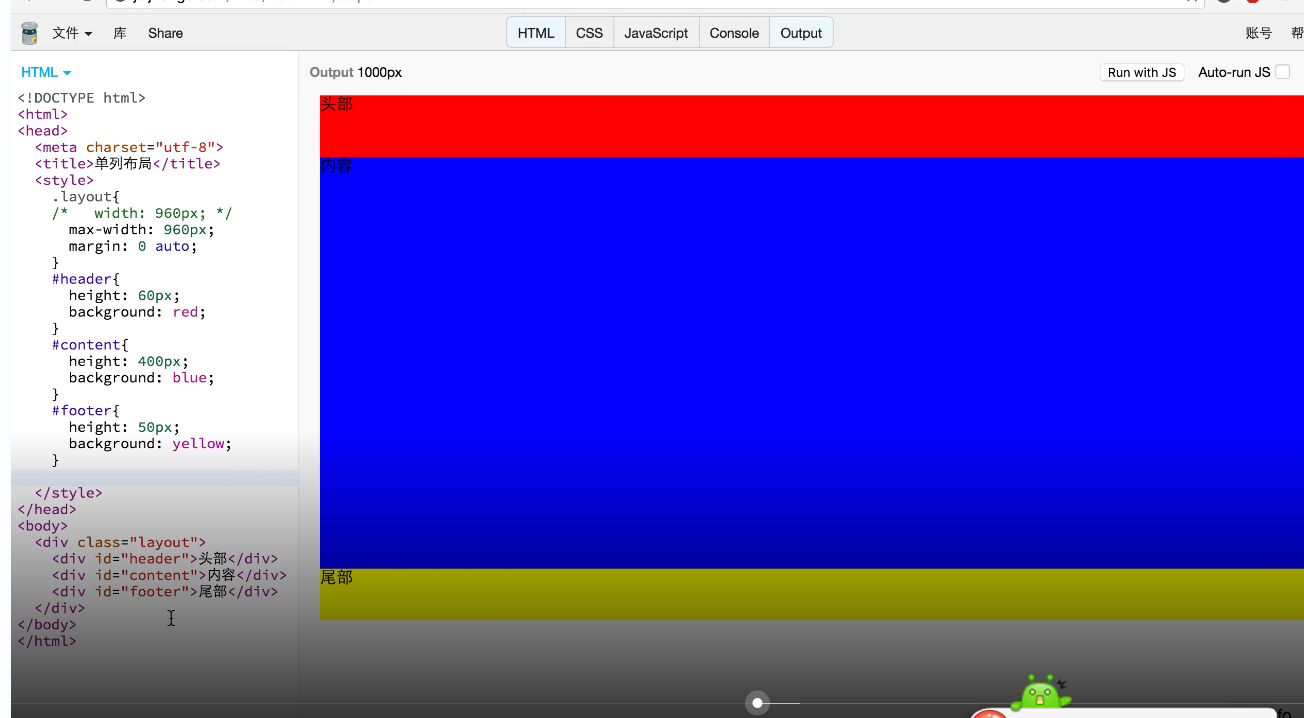 文件 库 Share HTML CSS JavaScript Console Output 账号
HTML
Output 1000px Run with JS Auto-run JS
<!DOCTYPE html>
<html>
<head>
<meta charset="utf-8">
<title>单列布局</title>
<style>
.layout{
/* width: 960px; */
max-width: 960px;
margin: 0 auto;
}
#header{
height: 60px;
background: red;
}
#content{
height: 400px;
background: blue;
}
#footer{
height: 50px;
background: yellow;
}
</style>
</head>
<body>
<div class="layout">
<div id="header">头部</div>
<div id="content">内容</div>
<div id="footer">尾部</div>
</div>
</body>
</html>
头部
内容
尾部